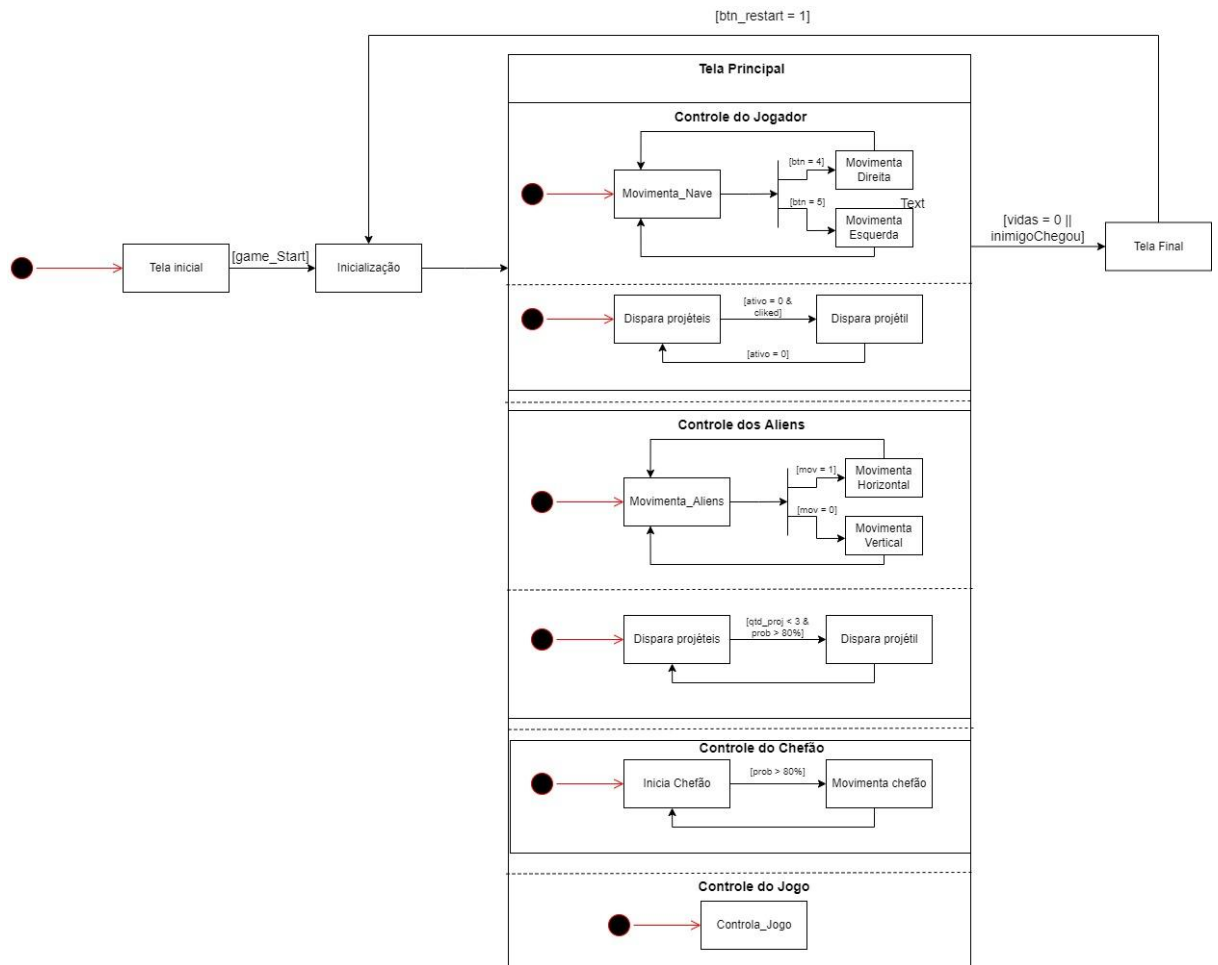 [btn_restart = 1]
Tela Principal
Controle do Jogador
[btn = 4]
Movimenta
Direita
Movimenta_Nave
[btn = 5]
Text
Movimenta
Esquerda
[vidas = 0 ||
inimigoChegou]
Tela Final
Tela inicial
[game_Start]
Inicialização
Dispara projéteis
[ativo = 0 &
cliked]
Dispara projétil
[ativo = 0]
Controle dos Aliens
[mov = 1]
Movimenta
Horizontal
Movimenta_Aliens
[mov = 0]
Movimenta
Vertical
Dispara projéteis
[qtd_proj < 3 &
prob > 80%]
Dispara projétil
Controle do Chefão
Inicia Chefão
[prob > 80%]
Movimenta chefão
Controle do Jogo
Controla_Jogo